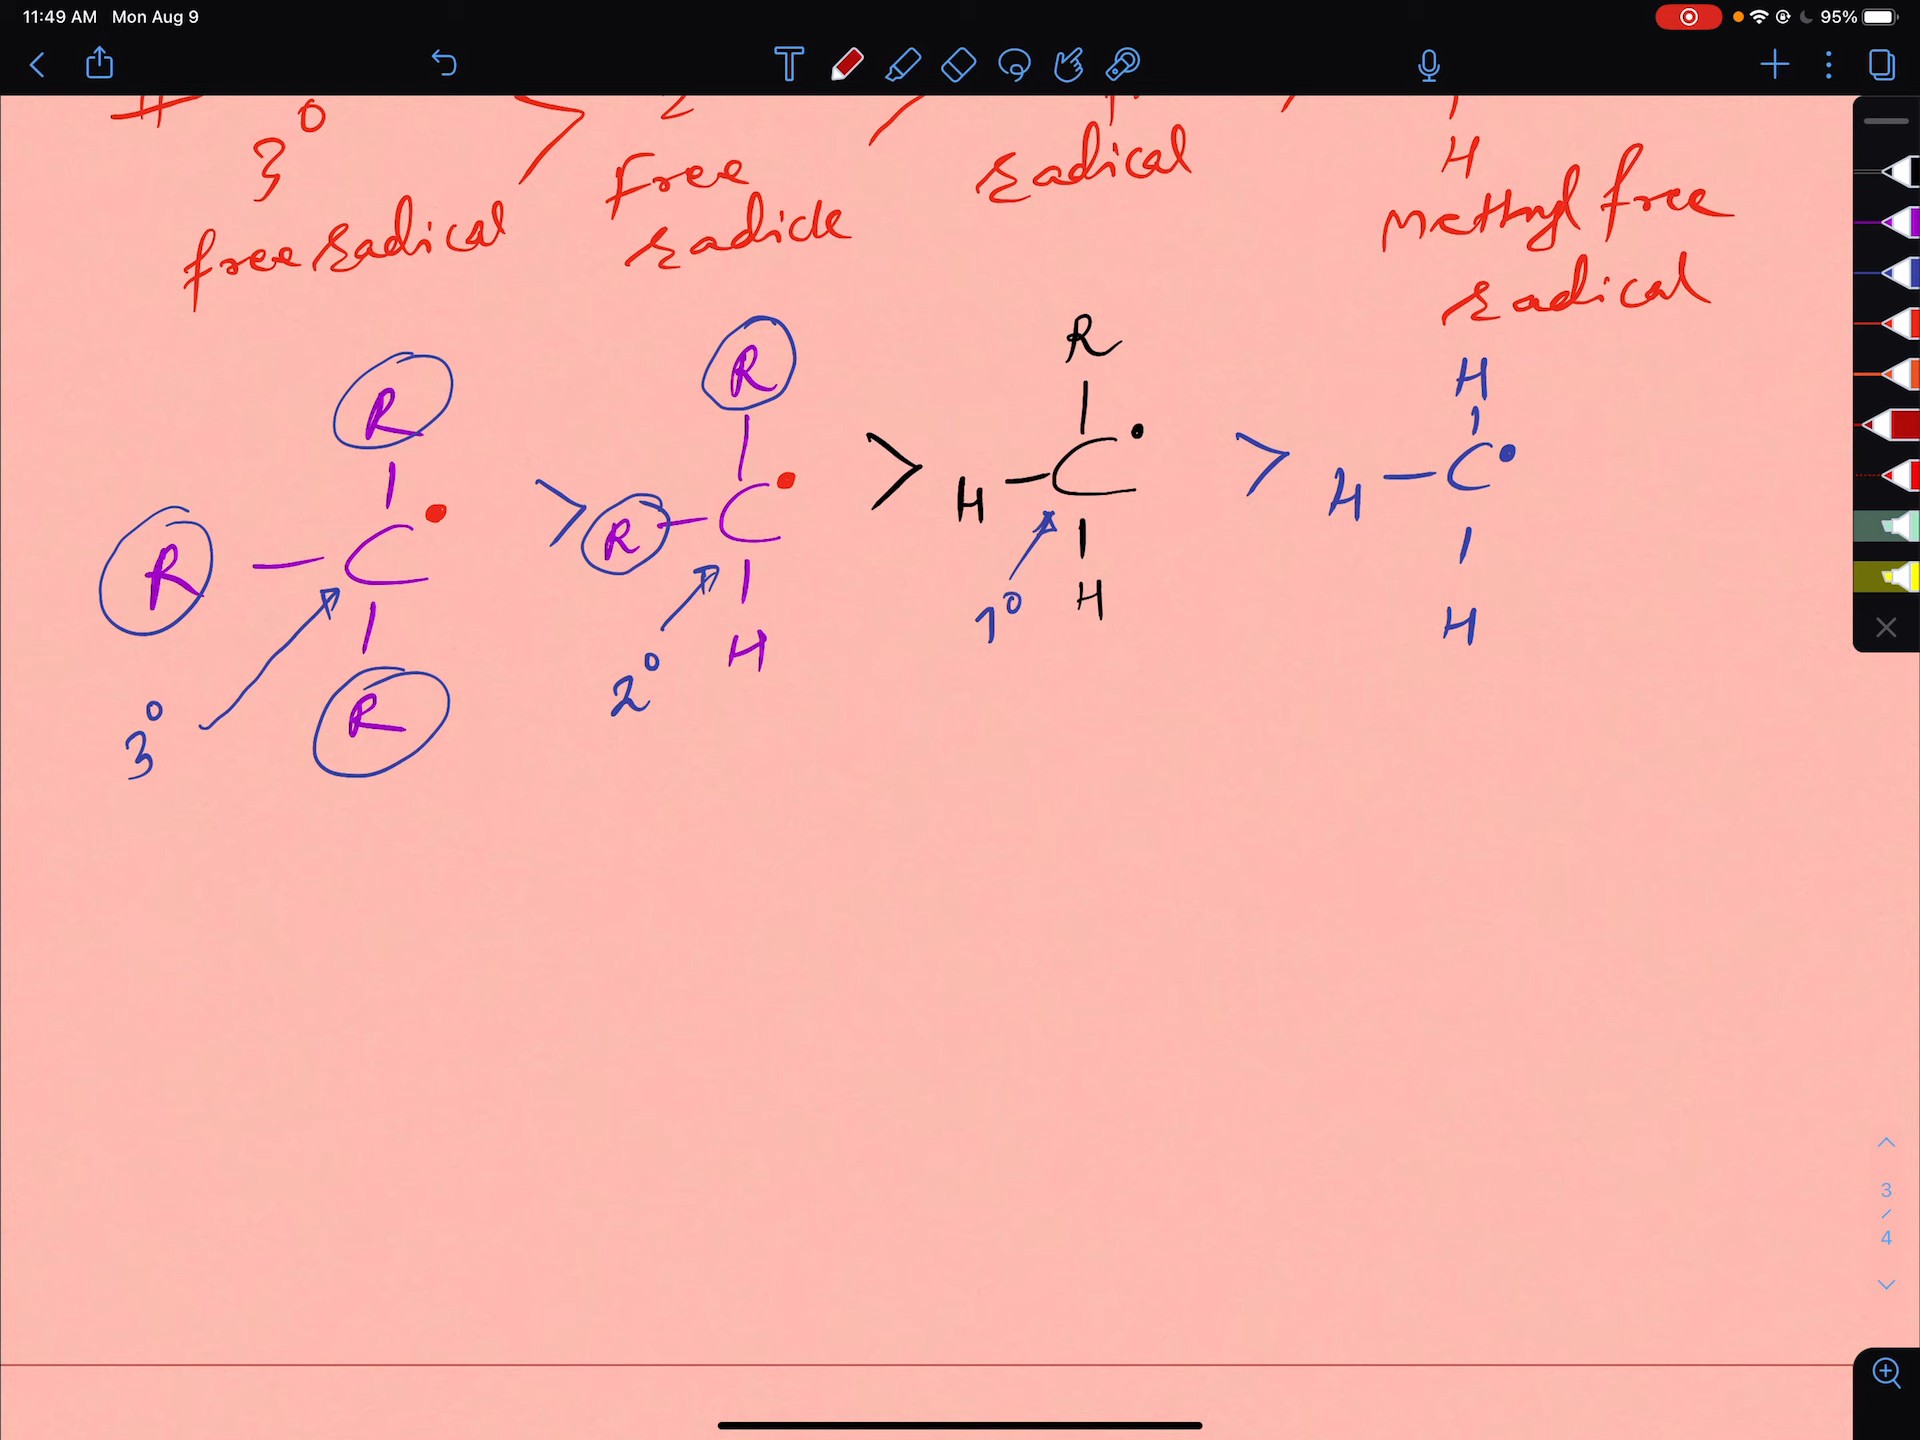 11:49 AM Mon Aug 9
95%
3° > 2 > >
free radical
free
radicle
radical
H
Methyl free
radical
R R R H
R — C • > R — C • > H — C • > H — C •
R H H H
3° 2° 1°
3
/
4